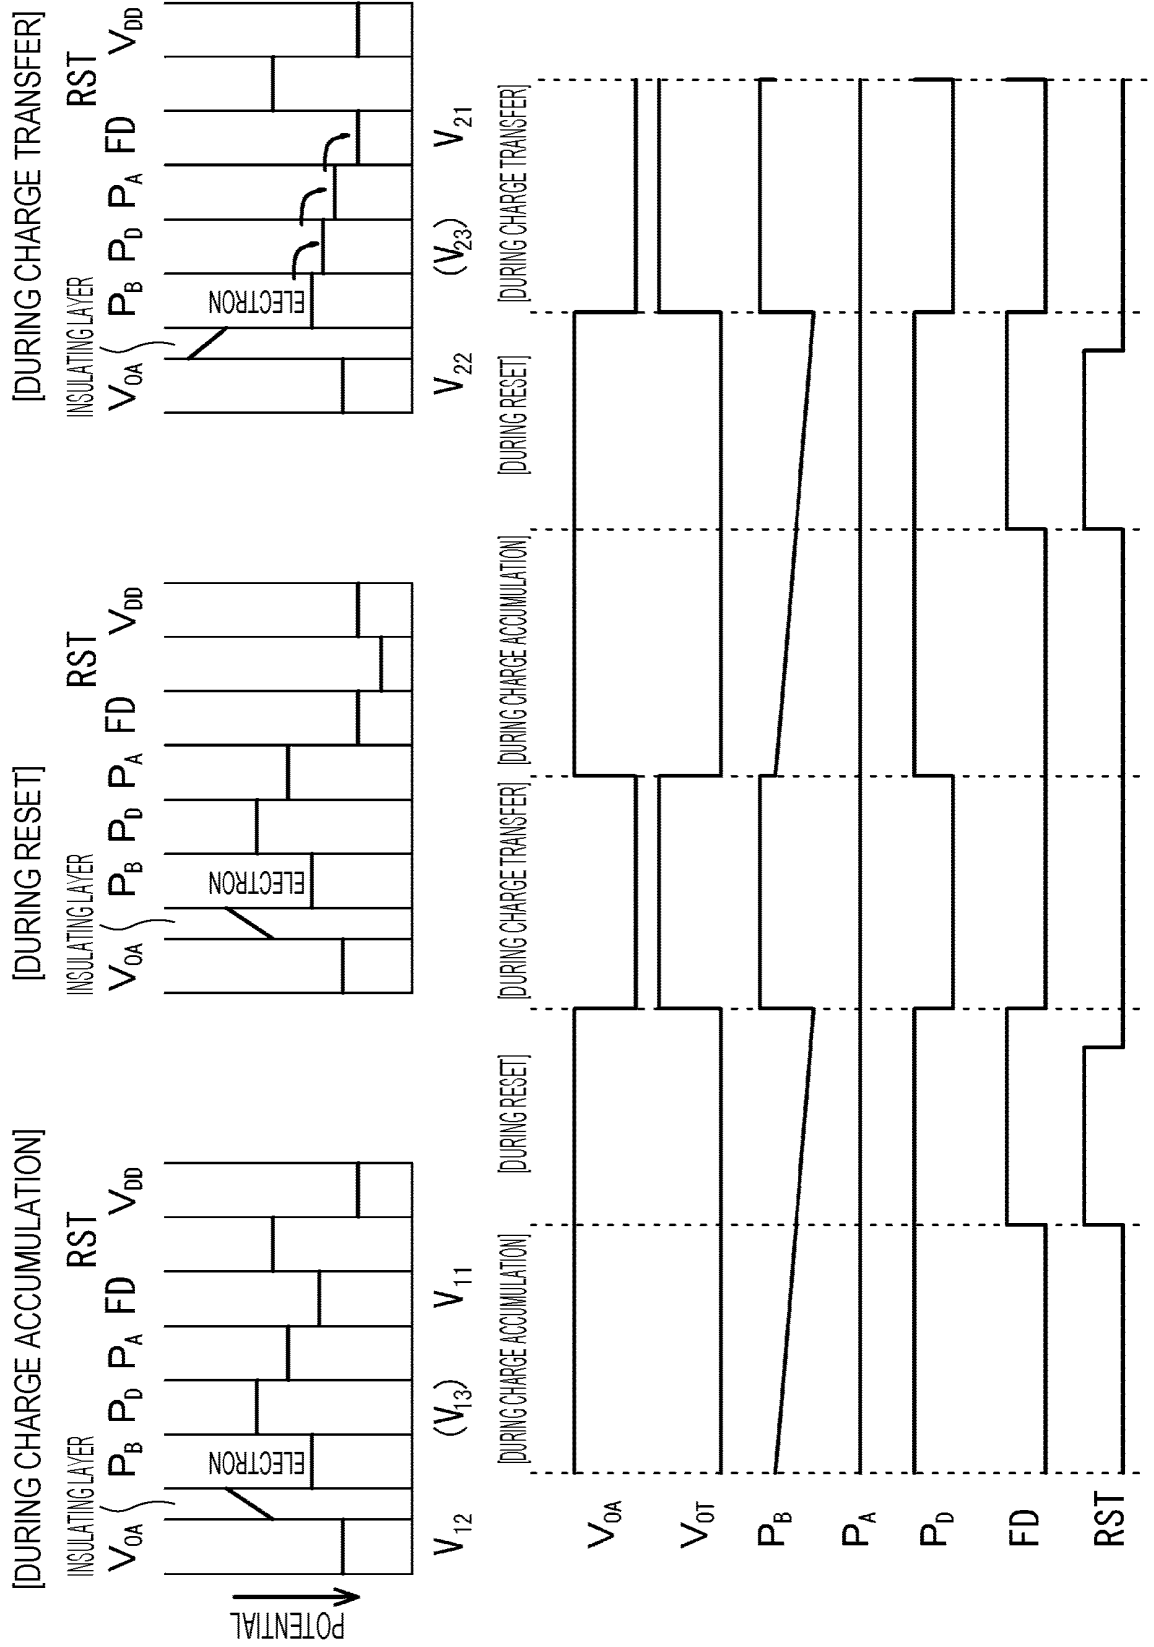 [DURING CHARGE ACCUMULATION]
INSULATING LAYER
RST
V_OA P_B P_D P_A FD V_DD
ELECTRON
POTENTIAL
V_12 (V_13) V_11
[DURING RESET]
INSULATING LAYER
RST
V_OA P_B P_D P_A FD V_DD
ELECTRON
[DURING CHARGE TRANSFER]
INSULATING LAYER
RST
V_OA P_B P_D P_A FD V_DD
ELECTRON
V_22 (V_23) V_21
[DURING CHARGE ACCUMULATION] [DURING RESET] [DURING CHARGE TRANSFER] [DURING CHARGE ACCUMULATION] [DURING RESET] [DURING CHARGE TRANSFER]
V_OA
V_OT
P_B
P_A
P_D
FD
RST